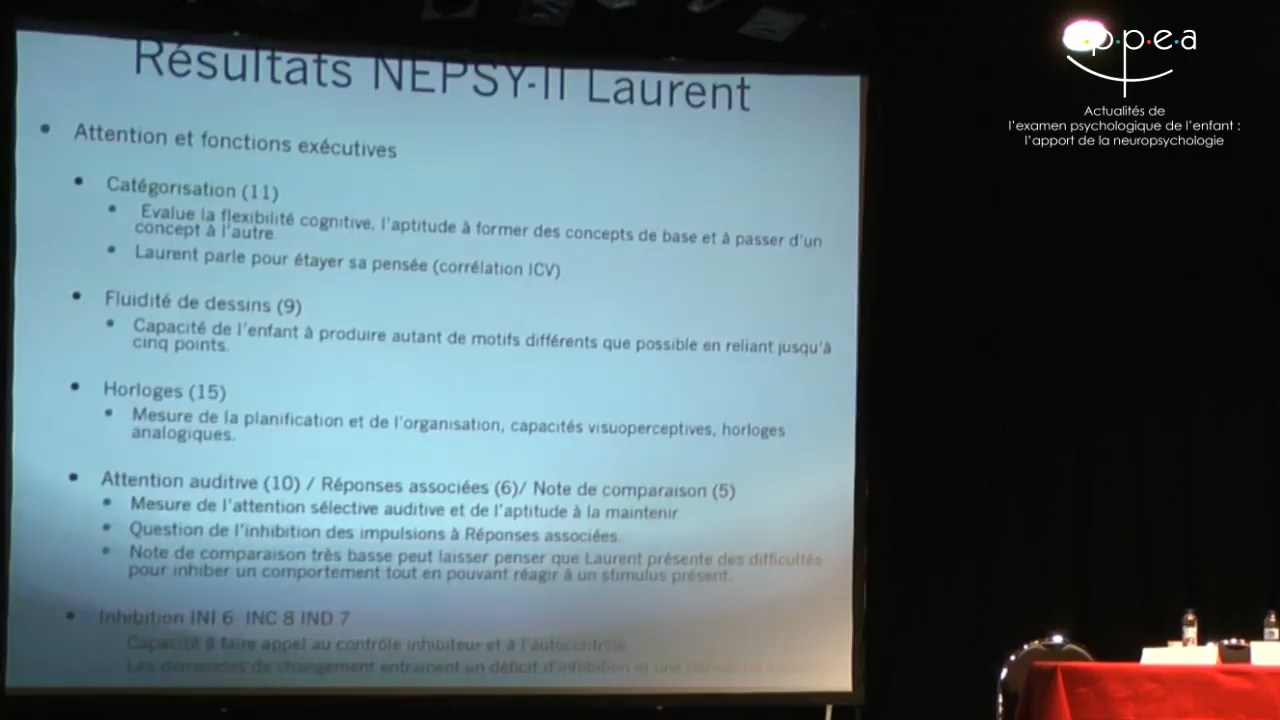 Résultats NEPSY-II Laurent
• Attention et fonctions exécutives
• Catégorisation (11)
• Evalue la flexibilité cognitive, l'aptitude à former des concepts de base et à passer d'un
concept à l'autre.
• Laurent parle pour étayer sa pensée (corrélation ICV)
• Fluidité de dessins (9)
• Capacité de l'enfant à produire autant de motifs différents que possible en reliant jusqu'à
cinq points.
• Horloges (15)
• Mesure de la planification et de l'organisation, capacités visuoperceptives, horloges
analogiques.
• Attention auditive (10) / Réponses associées (6)/ Note de comparaison (5)
• Mesure de l'attention sélective auditive et de l'aptitude à la maintenir.
• Question de l'inhibition des impulsions à Réponses associées.
• Note de comparaison très basse peut laisser penser que Laurent présente des difficultés
pour inhiber un comportement tout en pouvant réagir à un stimulus présent.
• Inhibition INI 6 INC 8 IND 7
Capacité à faire appel au contrôle inhibiteur et à l'autocontrôle
Les demandes de changement entrainent un déficit d'inhibition et une
a·p·p·e·a
Actualités de
l'examen psychologique de l'enfant :
l'apport de la neuropsychologie